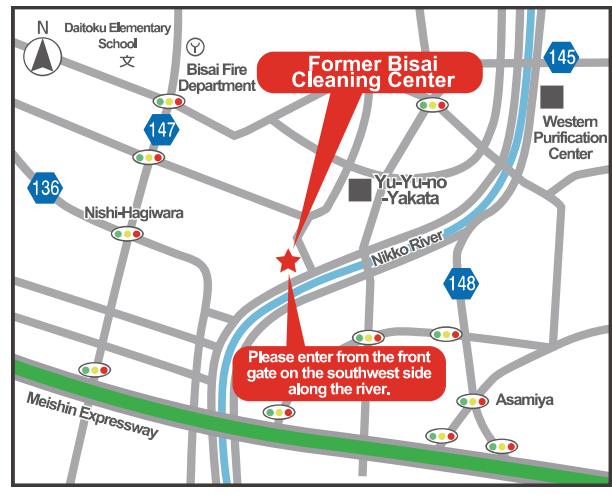 N
Daitoku Elementary
School
文
Bisai Fire
Department
Former Bisai
Cleaning Center
145
147
Western
Purification
Center
136
Yu-Yu-no
-Yakata
Nishi-Hagiwara
Nikko River
148
Please enter from the front
gate on the southwest side
along the river.
Asamiya
Meishin Expressway